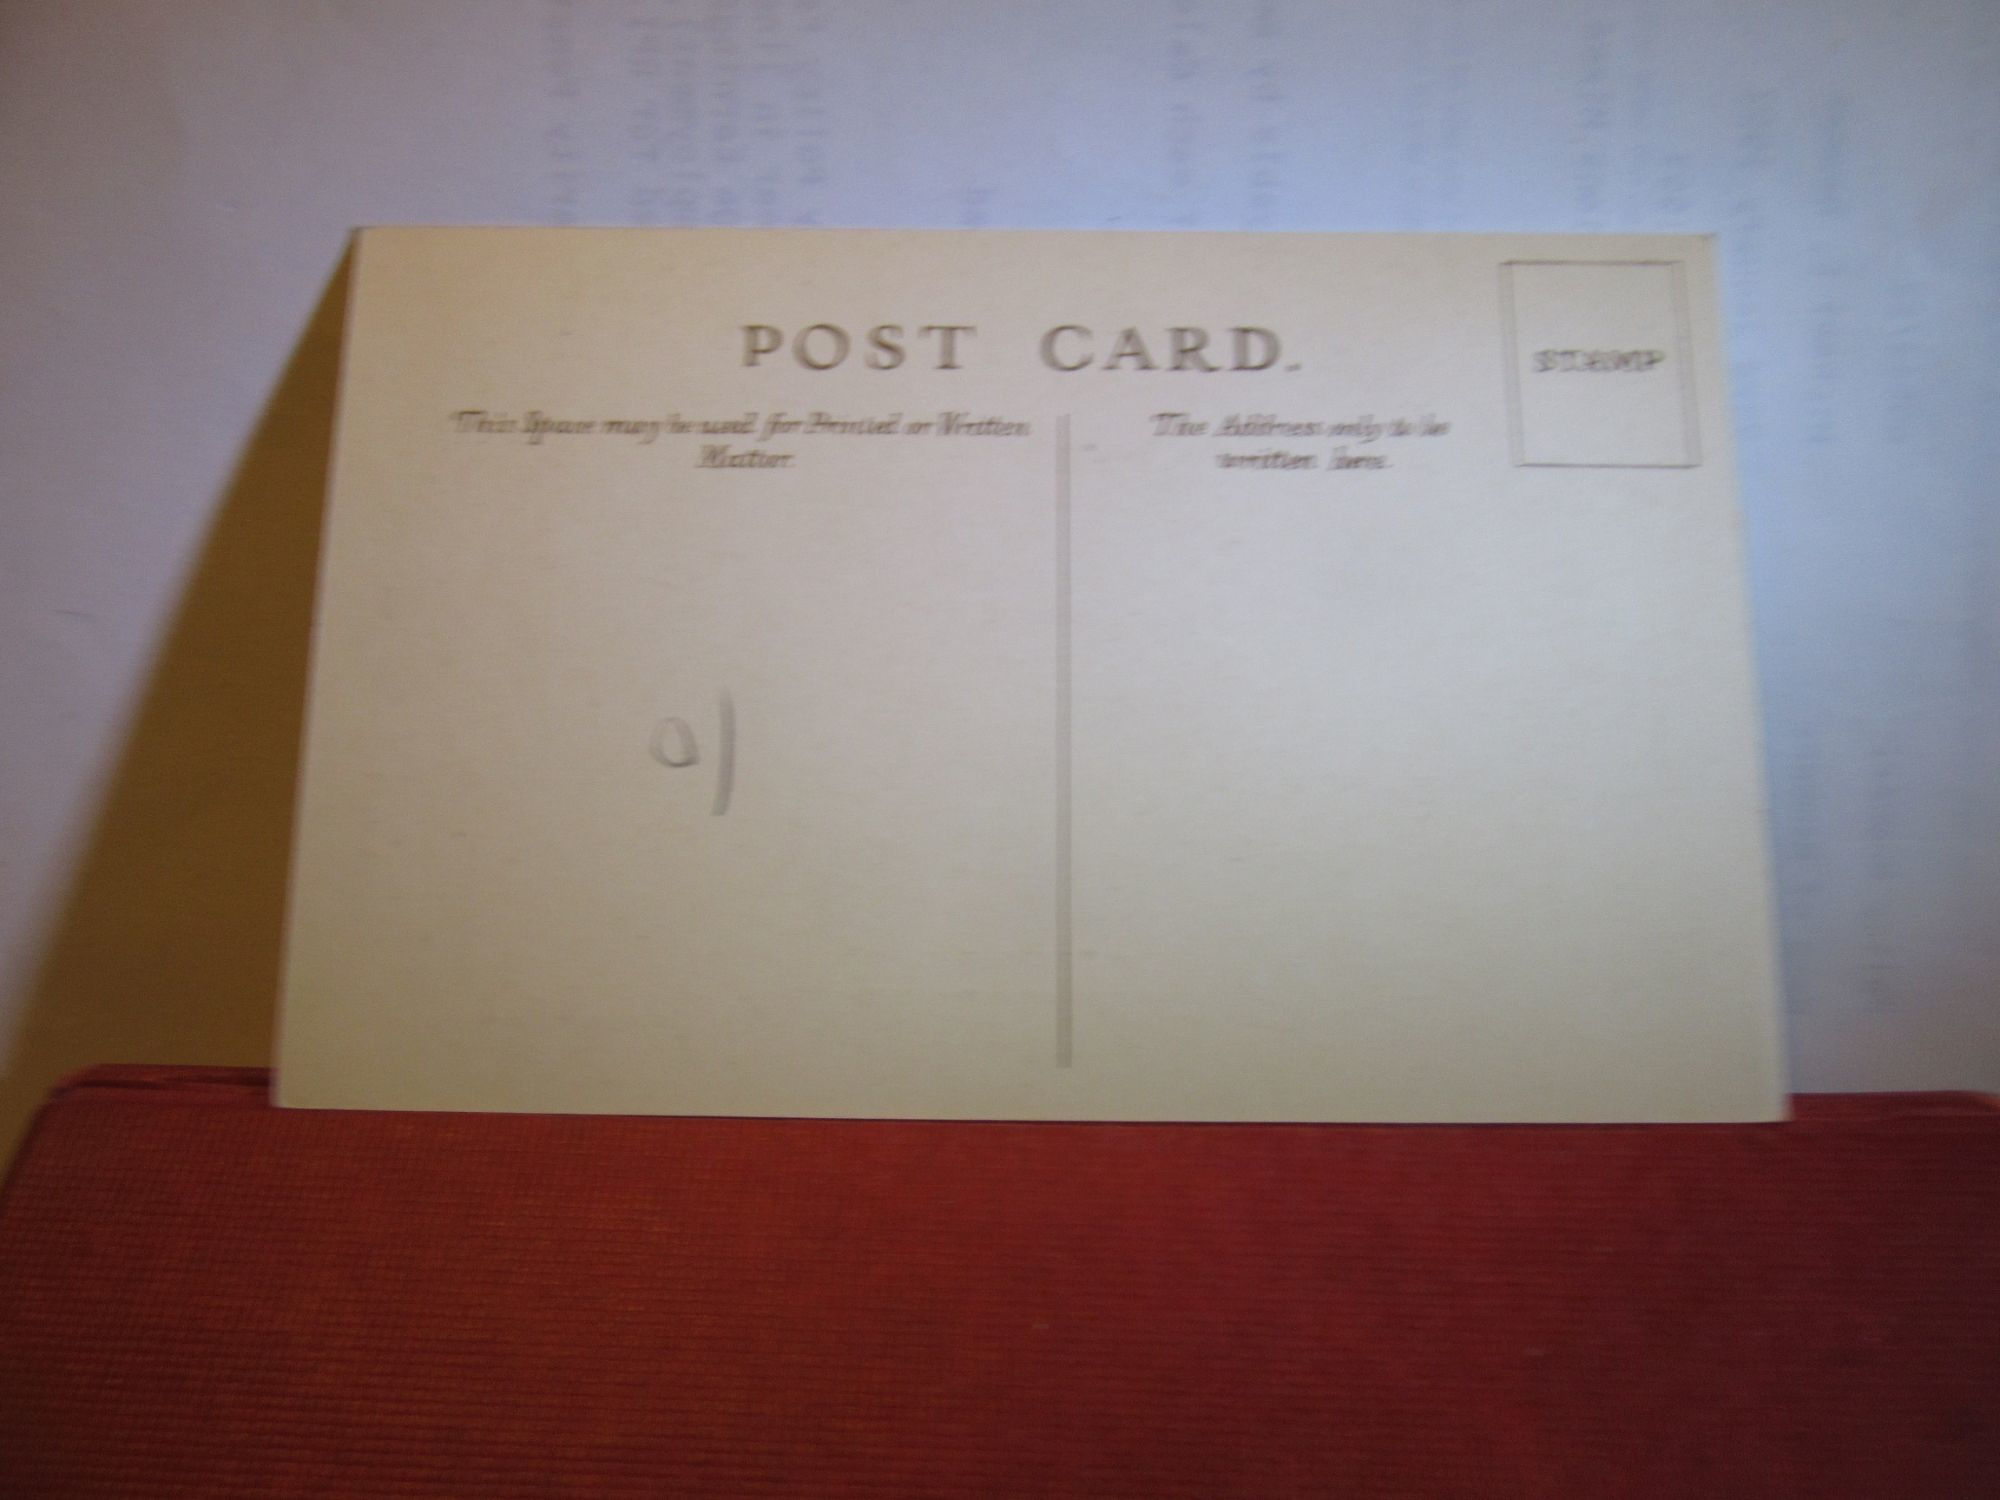 POST CARD.
STAMP
This Space may be used for Printed or Written
Matter.
The Address only to be
written here.